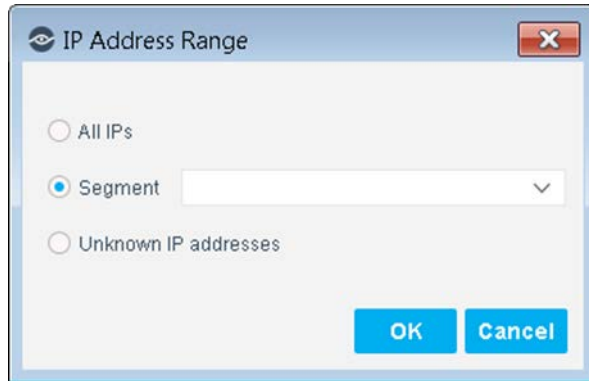 IP Address Range
All IPs
Segment
Unknown IP addresses
OK Cancel